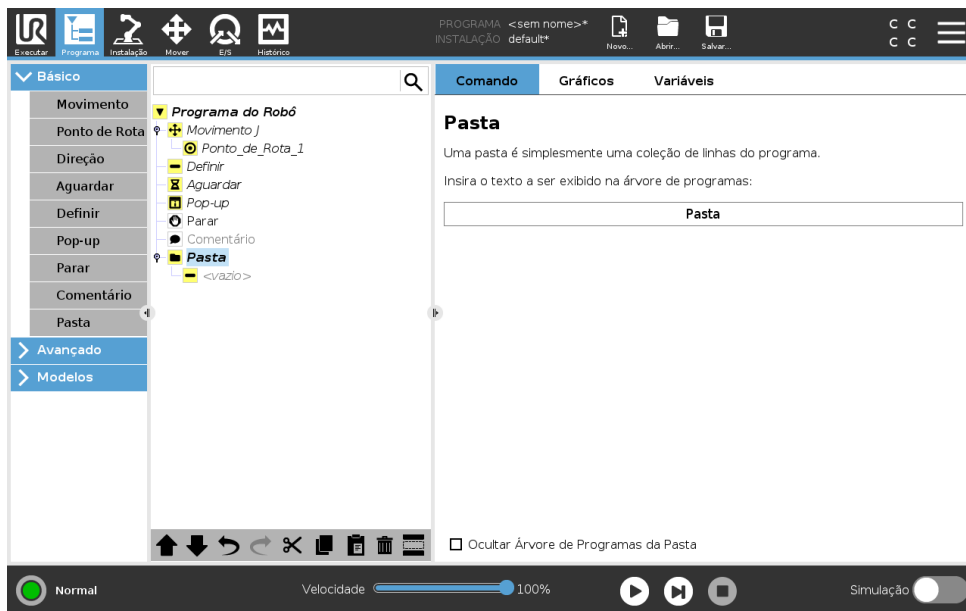 UR
PROGRAMA <sem nome>*
INSTALAÇÃO default*
C C
C C
Executar Programa Instalação Mover E/S Histórico Novo... Abrir... Salvar...
Básico
Movimento
Ponto de Rota
Direção
Aguardar
Definir
Pop-up
Parar
Comentário
Pasta
Avançado
Modelos
Programa do Robô
Movimento J
Ponto_de_Rota_1
Definir
Aguardar
Pop-up
Parar
Comentário
Pasta
<vazio>
Comando Gráficos Variáveis
Pasta
Uma pasta é simplesmente uma coleção de linhas do programa.
Insira o texto a ser exibido na árvore de programas:
Pasta
Ocultar Árvore de Programas da Pasta
Normal
Velocidade 100%
Simulação